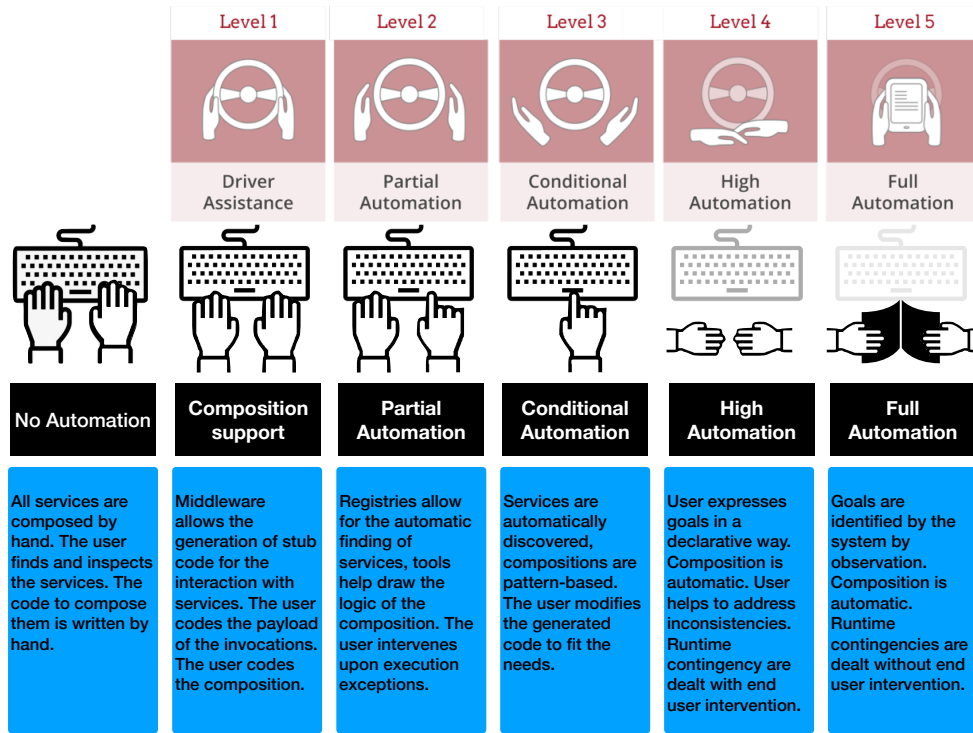 Level 1
Level 2
Level 3
Level 4
Level 5
Driver
Assistance
Partial
Automation
Conditional
Automation
High
Automation
Full
Automation
No Automation
Composition
support
Partial
Automation
Conditional
Automation
High
Automation
Full
Automation
All services are
composed by
hand. The user
finds and inspects
the services. The
code to compose
them is written by
hand.
Middleware
allows the
generation of stub
code for the
interaction with
services. The user
codes the payload
of the invocations.
The user codes
the composition.
Registries allow
for the automatic
finding of
services, tools
help draw the
logic of the
composition. The
user intervenes
upon execution
exceptions.
Services are
automatically
discovered,
compositions are
pattern-based.
The user modifies
the generated
code to fit the
needs.
User expresses
goals in a
declarative way.
Composition is
automatic. User
helps to address
inconsistencies.
Runtime
contingency are
dealt with end
user intervention.
Goals are
identified by the
system by
observation.
Composition is
automatic.
Runtime
contingencies are
dealt without end
user intervention.